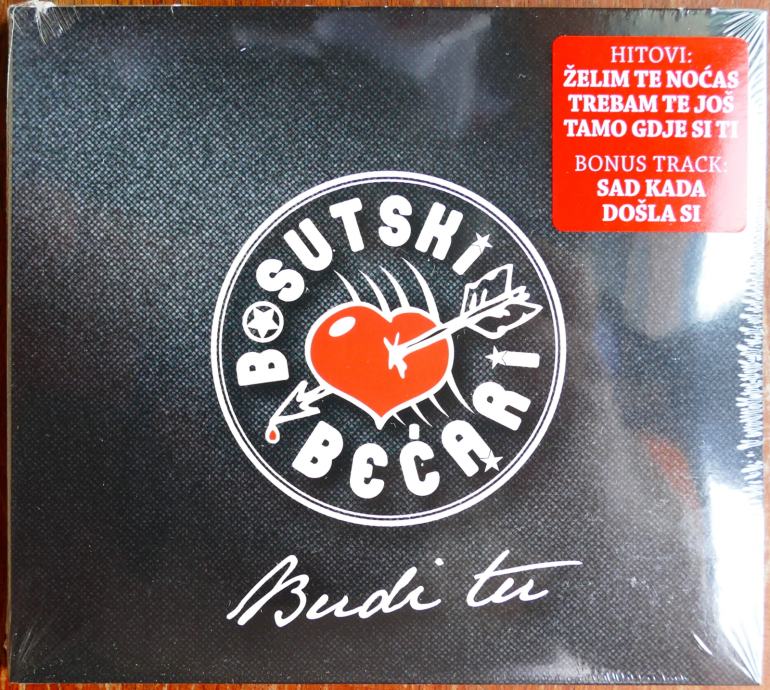 HITOVI:
ŽELIM TE NOĆAS
TREBAM TE JOŠ
TAMO GDJE SI TI
BONUS TRACK:
SAD KADA
DOŠLA SI
BOSUTSKI
BEĆARI
Budi tu